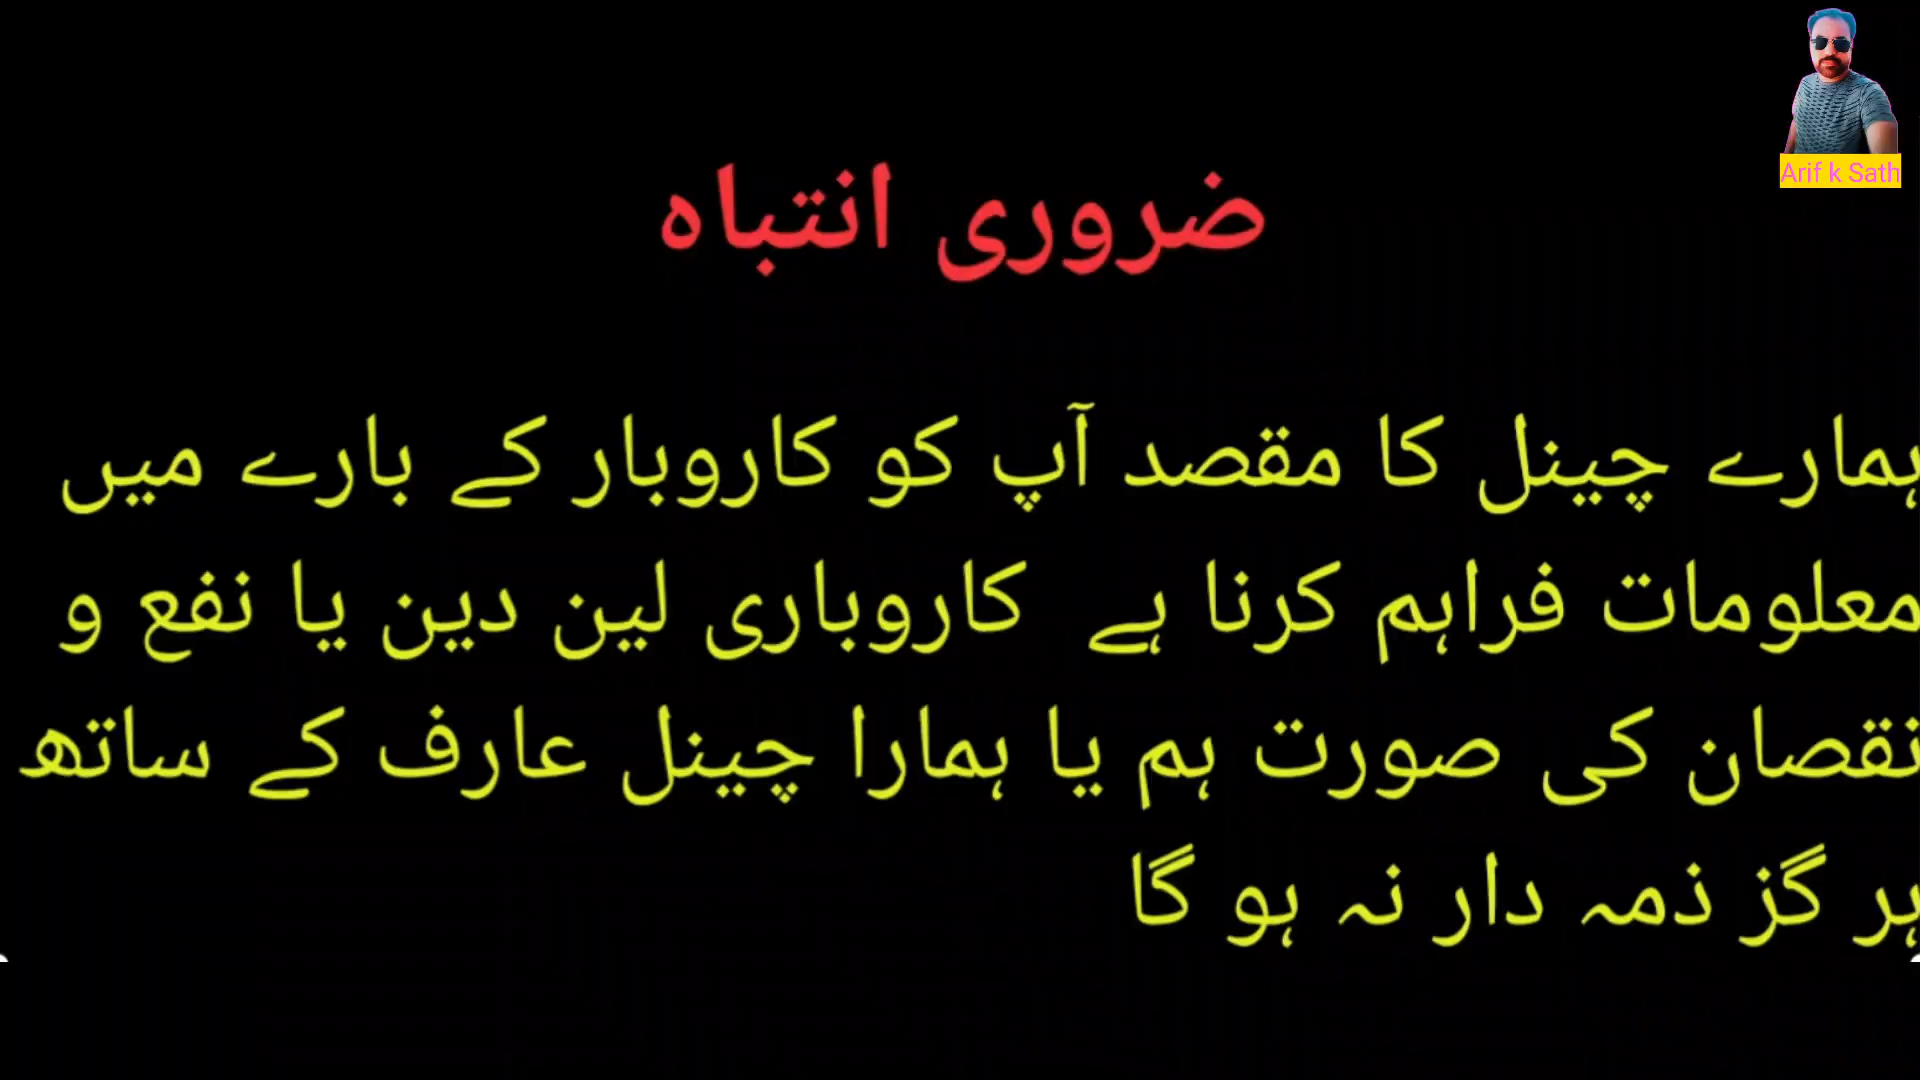 Arif k Sath
ضروری انتباہ
ہمارے چینل کا مقصد آپ کو کاروبار کے بارے میں
معلومات فراہم کرنا ہے کاروباری لین دین یا نفع و
نقصان کی صورت ہم یا ہمارا چینل عارف کے ساتھ
ہر گز ذمہ دار نہ ہو گا